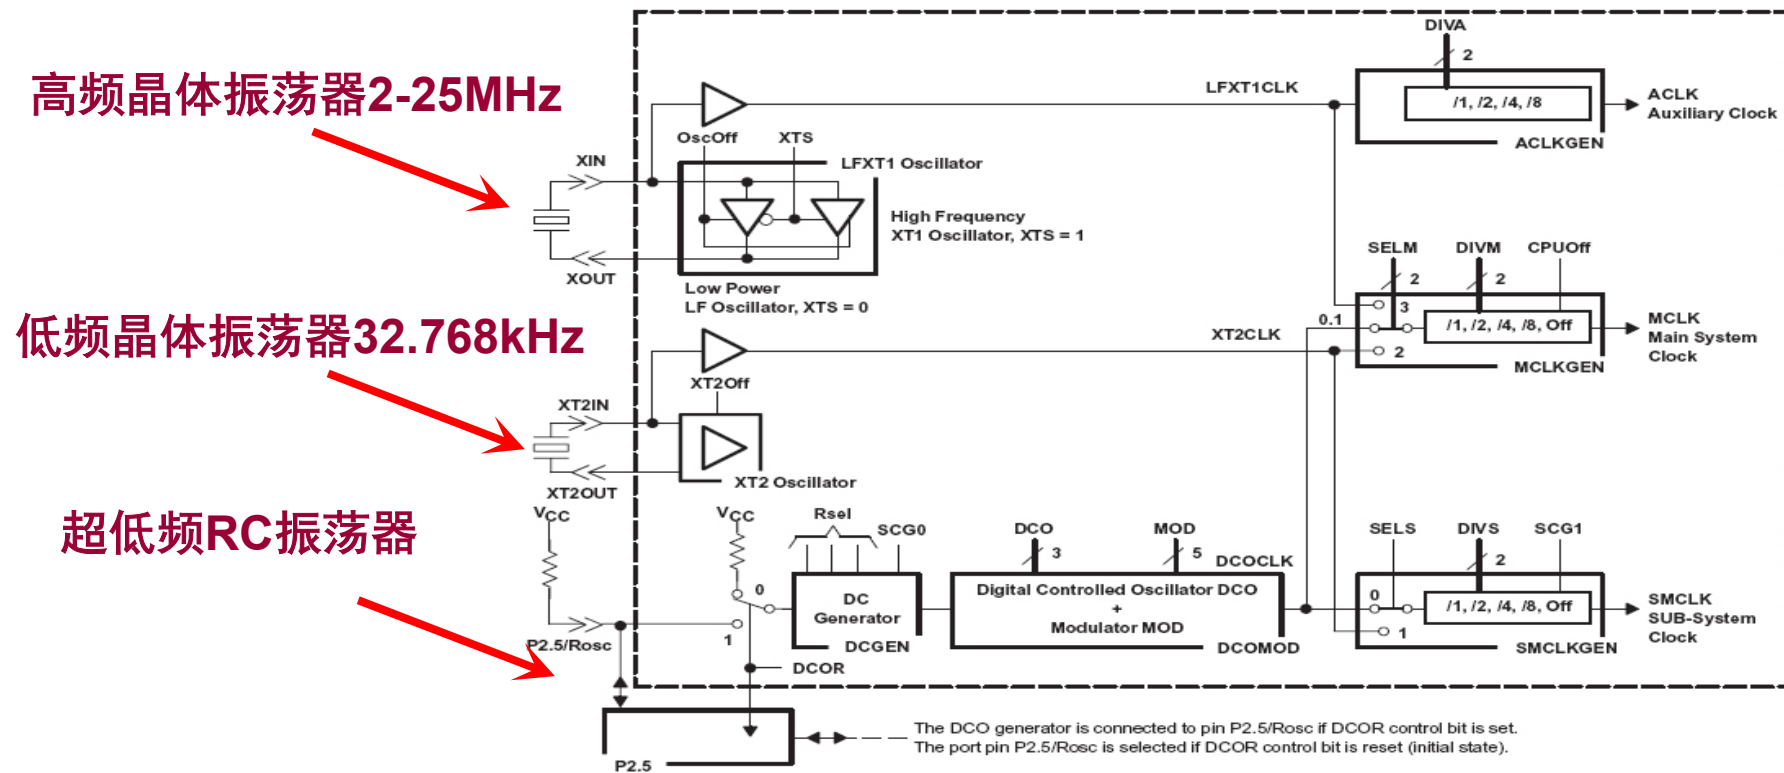 高频晶体振荡器2-25MHz
低频晶体振荡器32.768kHz
超低频RC振荡器
DIVA
2
LFXT1CLK
/1, /2, /4, /8
ACLK
Auxiliary Clock
ACLKGEN
OscOff
XTS
XIN
LFXT1 Oscillator
High Frequency
XT1 Oscillator, XTS = 1
XOUT
Low Power
LF Oscillator, XTS = 0
SELM
DIVM
CPUOff
2
2
3
0.1
/1, /2, /4, /8, Off
2
MCLK
Main System
Clock
MCLKGEN
XT2CLK
XT2Off
XT2IN
XT2OUT
XT2 Oscillator
VCC
VCC
Rsel
SCG0
DCO
3
MOD
5
DCOCLK
SELS
DIVS
SCG1
2
0
1
DC
Generator
DCGEN
Digital Controlled Oscillator DCO
+
Modulator MOD
DCOMOD
0
/1, /2, /4, /8, Off
1
SMCLK
SUB-System
Clock
SMCLKGEN
P2.5/Rosc
DCOR
P2.5
The DCO generator is connected to pin P2.5/Rosc if DCOR control bit is set.
The port pin P2.5/Rosc is selected if DCOR control bit is reset (initial state).